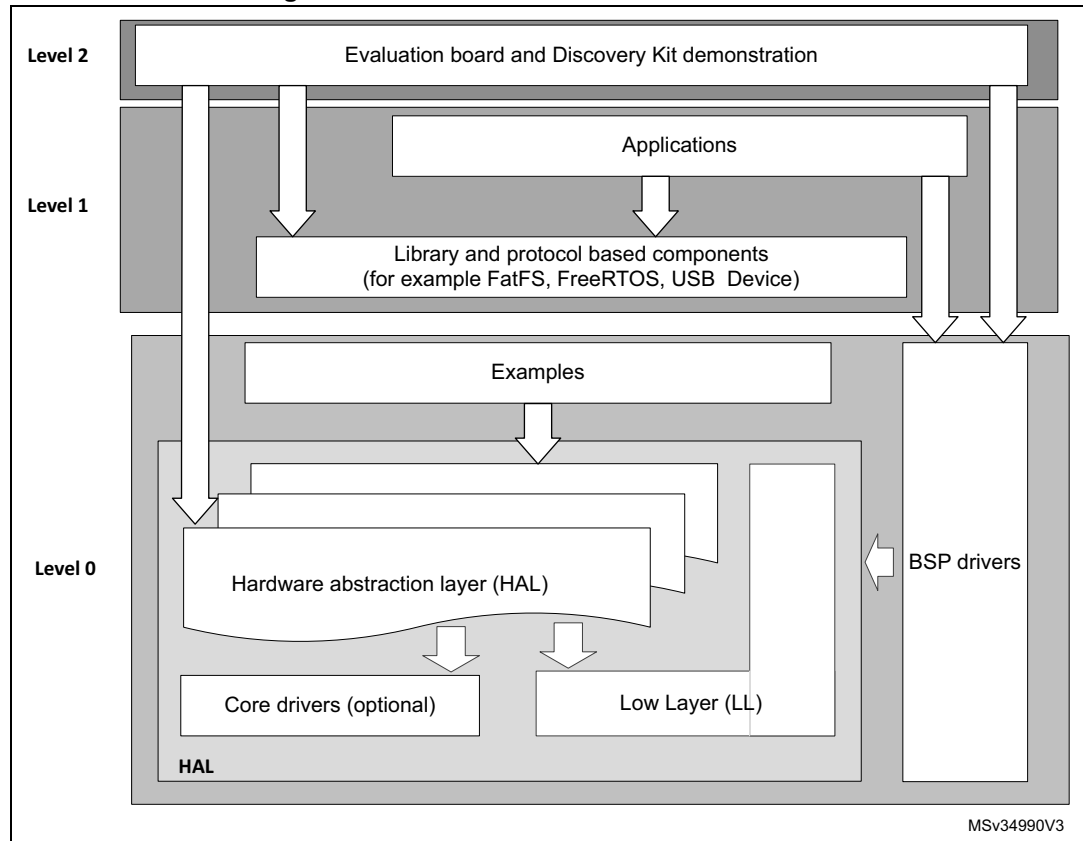 Level 2
Evaluation board and Discovery Kit demonstration
Applications
Level 1
Library and protocol based components
(for example FatFS, FreeRTOS, USB Device)
Examples
Level 0
Hardware abstraction layer (HAL)
BSP drivers
Core drivers (optional)
Low Layer (LL)
HAL
MSv34990V3